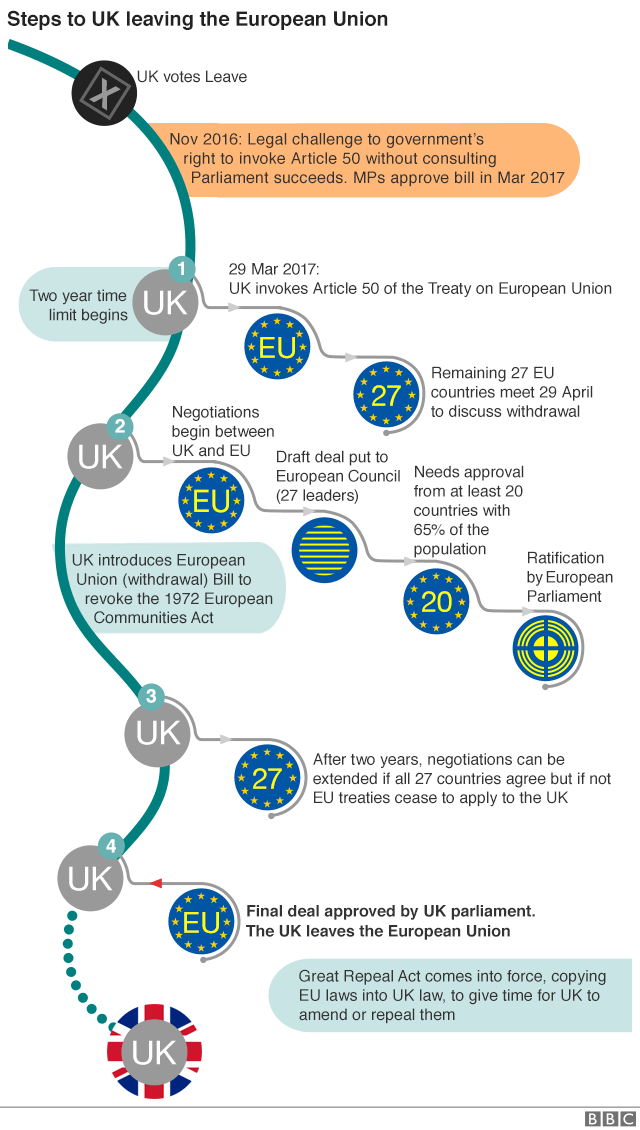 Steps to UK leaving the European Union
UK votes Leave
X
Nov 2016: Legal challenge to government's
right to invoke Article 50 without consulting
Parliament succeeds. MPs approve bill in Mar 2017
1
UK
Two year time
limit begins
29 Mar 2017:
UK invokes Article 50 of the Treaty on European Union
EU
27
Remaining 27 EU
countries meet 29 April
to discuss withdrawal
2
UK
Negotiations
begin between
UK and EU
EU
Draft deal put to
European Council
(27 leaders)
Needs approval
from at least 20
countries with
65% of the
population
20
Ratification
by European
Parliament
UK introduces European
Union (withdrawal) Bill to
revoke the 1972 European
Communities Act
3
UK
27
After two years, negotiations can be
extended if all 27 countries agree but if not
EU treaties cease to apply to the UK
4
UK
EU
Final deal approved by UK parliament.
The UK leaves the European Union
Great Repeal Act comes into force, copying
EU laws into UK law, to give time for UK to
amend or repeal them
UK
BBC